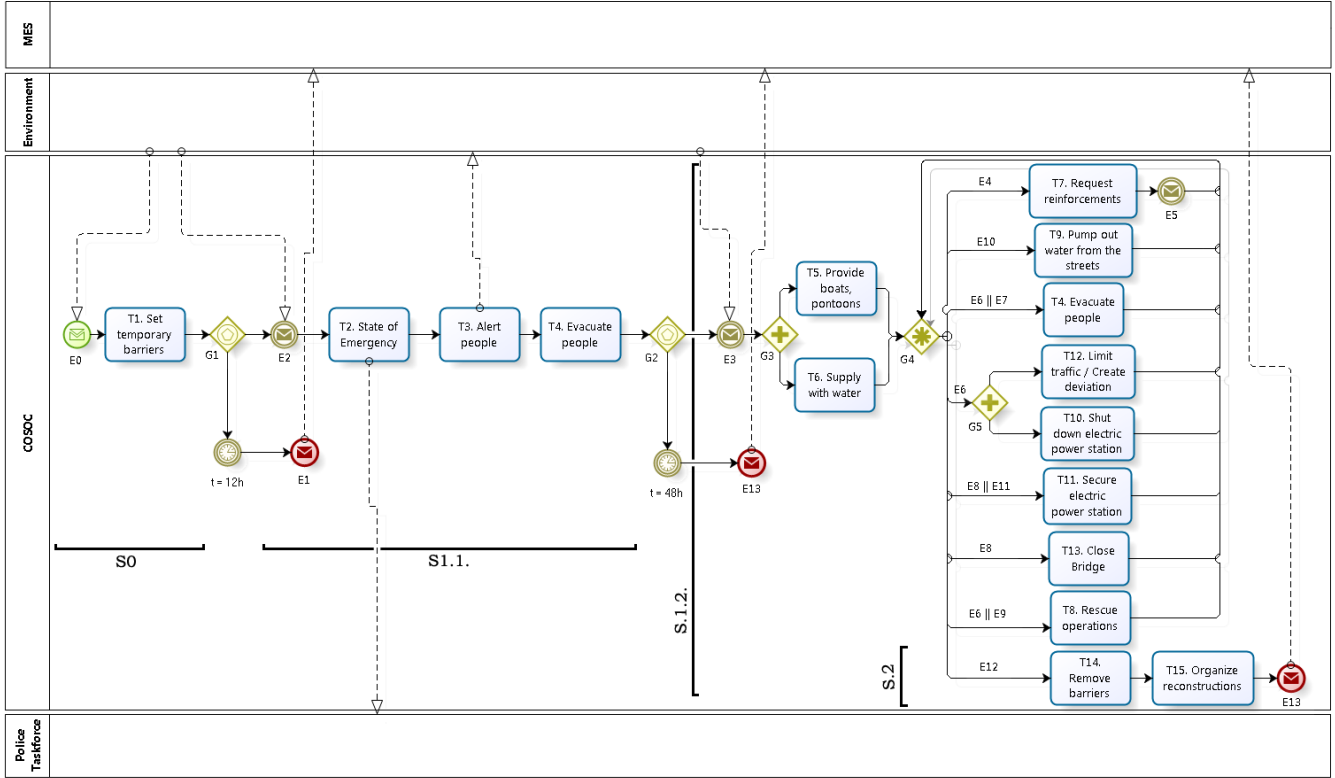 MES
Environment
COSOC
Police
Taskforce
E0
T1. Set
temporary
barriers
G1
t = 12h
E1
E2
T2. State of
Emergency
T3. Alert
people
T4. Evacuate
people
G2
t = 48h
E13
E3
G3
T5. Provide
boats,
pontoons
T6. Supply
with water
G4
E4
T7. Request
reinforcements
E5
E10
T9. Pump out
water from the
streets
E6 || E7
T4. Evacuate
people
E6
G5
T12. Limit
traffic / Create
deviation
T10. Shut
down electric
power station
E8 || E11
T11. Secure
electric
power station
E8
T13. Close
Bridge
E6 || E9
T8. Rescue
operations
E12
T14.
Remove
barriers
T15. Organize
reconstructions
E13
S0
S1.1.
S.1.2.
S.2